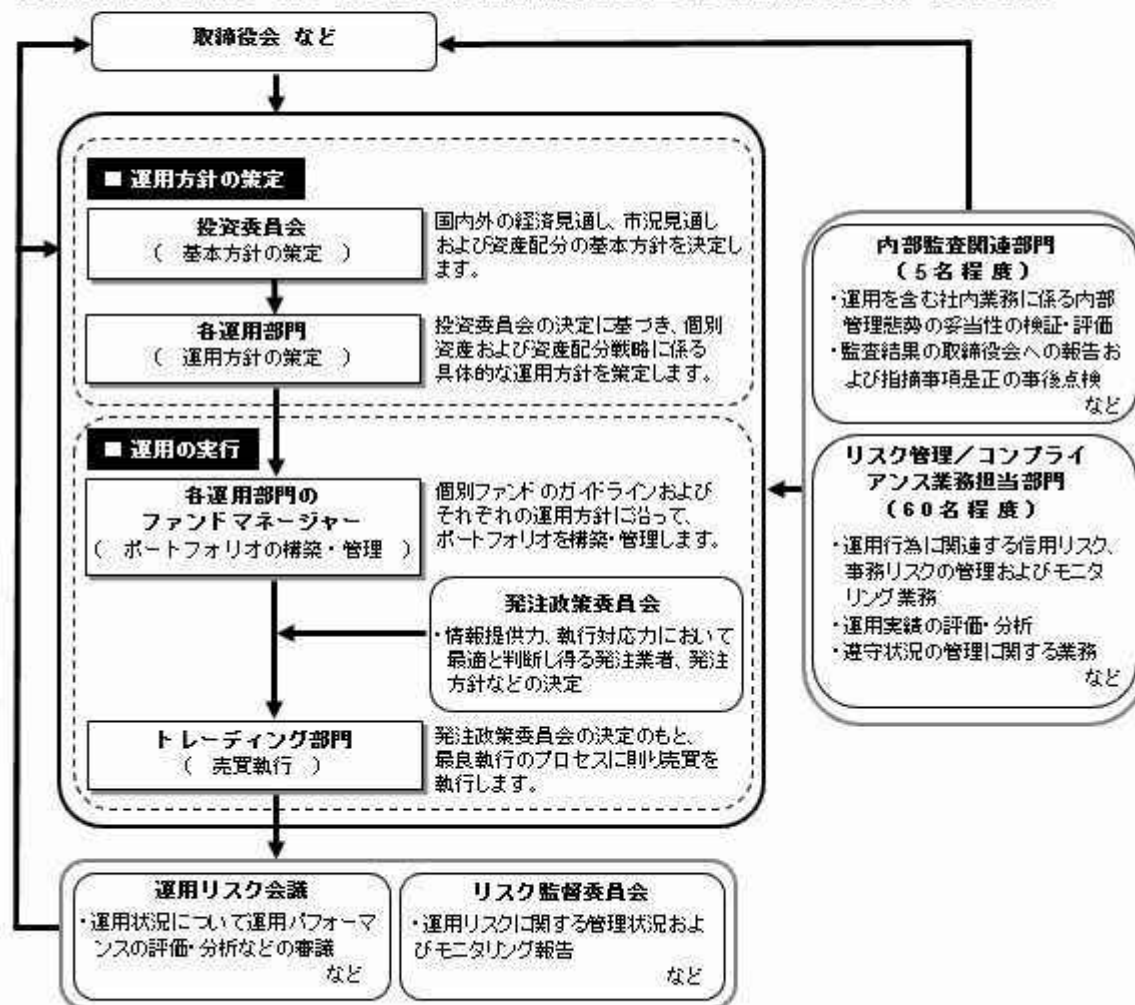 取締役会 など
■ 運用方針の策定
投資委員会
( 基本方針の策定 )
国内外の経済見通し、市況見通し
および資産配分の基本方針を決定し
ます。
各運用部門
( 運用方針の策定 )
投資委員会の決定に基づき、個別
資産および資産配分戦略に係る
具体的な運用方針を策定します。
■ 運用の実行
各運用部門の
ファンドマネージャー
( ポートフォリオの構築・管理 )
個別ファンドのガイドラインおよび
それぞれの運用方針に沿って、
ポートフォリオを構築・管理します。
発注政策委員会
・情報提供力、執行対応力において
最適と判断し得る発注業者、発注
方針などの決定
トレーディング部門
( 売買執行 )
発注政策委員会の決定のもと、
最良執行のプロセスに則り売買を
執行します。
内部監査関連部門
(5名程度)
・運用を含む社内業務に係る内部
管理態勢の妥当性の検証・評価
・監査結果の取締役会への報告お
よび指摘事項是正の事後点検
など
リスク管理/コンプライ
アンス業務担当部門
(60名程度)
・運用行為に関連する信用リスク、
事務リスクの管理およびモニタ
リング業務
・運用実績の評価・分析
・遵守状況の管理に関する業務
など
運用リスク会議
・運用状況について運用パフォーマ
ンスの評価・分析などの審議
など
リスク監督委員会
・運用リスクに関する管理状況およ
びモニタリング報告
など